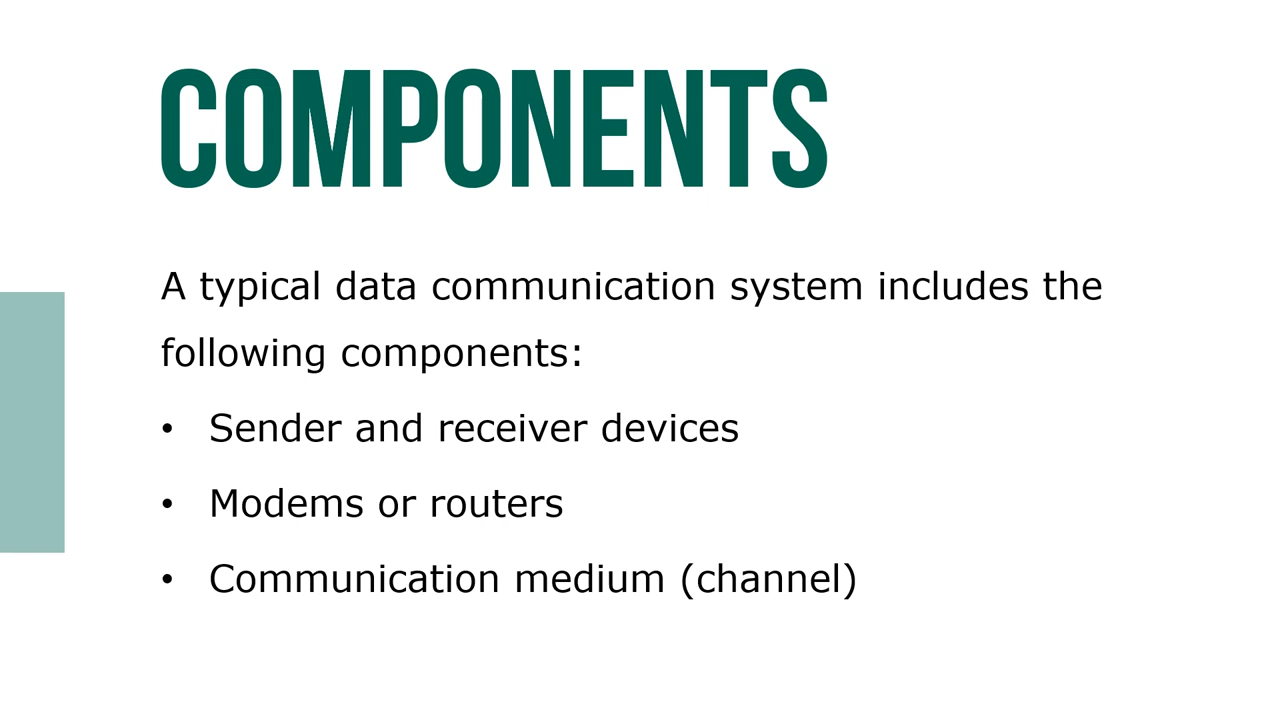 COMPONENTS
A typical data communication system includes the
following components:
• Sender and receiver devices
• Modems or routers
• Communication medium (channel)